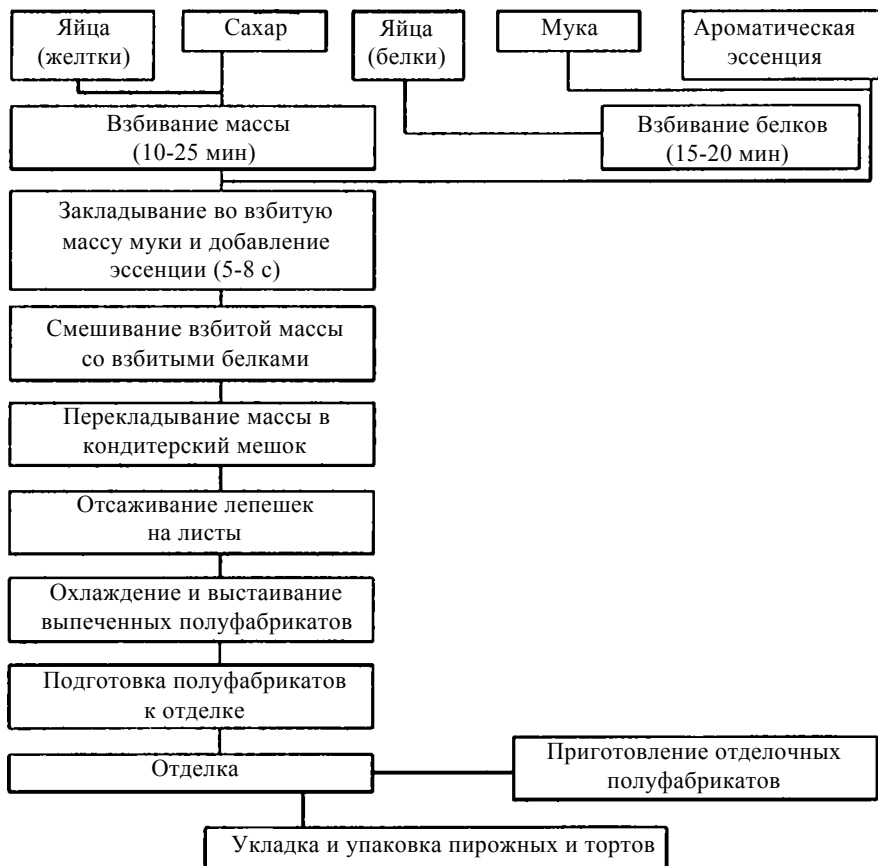 Яйца
(желтки)
Сахар
Яйца
(белки)
Мука
Ароматическая
эссенция
Взбивание массы
(10-25 мин)
Взбивание белков
(15-20 мин)
Закладывание во взбитую
массу муки и добавление
эссенции (5-8 с)
Смешивание взбитой массы
со взбитыми белками
Перекладывание массы в
кондитерский мешок
Отсаживание лепешек
на листы
Охлаждение и выстаивание
выпеченных полуфабрикатов
Подготовка полуфабрикатов
к отделке
Отделка
Приготовление отделочных
полуфабрикатов
Укладка и упаковка пирожных и тортов